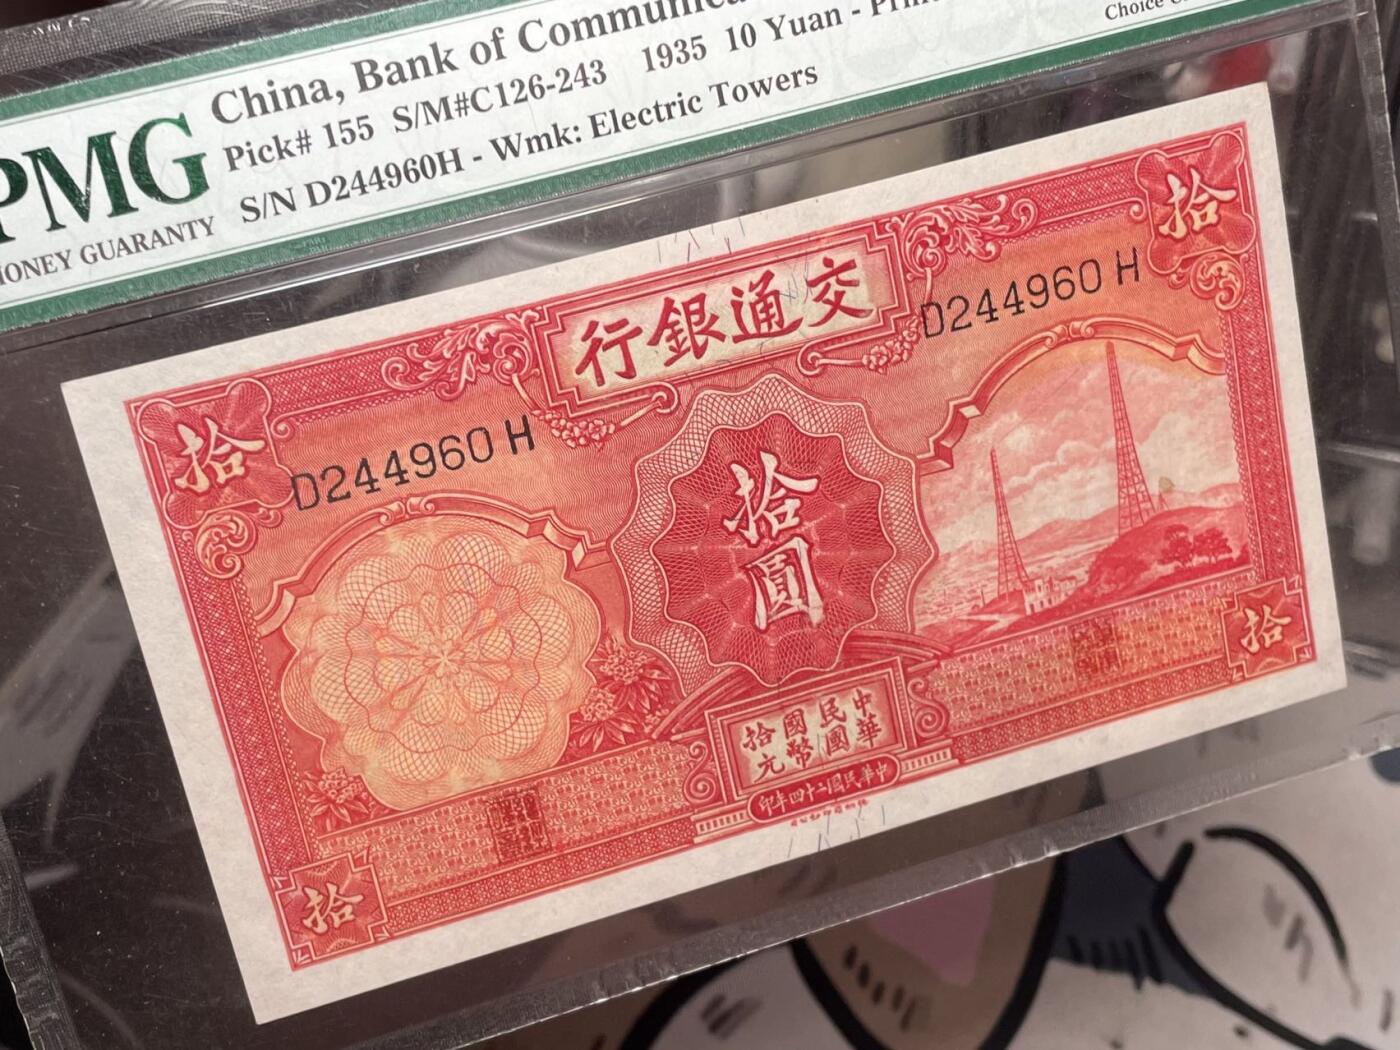 China, Bank of Communica
Choice
Pick# 155 S/M#C126-243 1935 10 Yuan - Prin
S/N D244960H - Wmk: Electric Towers
PMG
MONEY GUARANTY
行銀通交
拾
拾
D244960 H
D244960 H
拾圓
中華民國國幣拾元
印年四十二國民華中
拾
拾